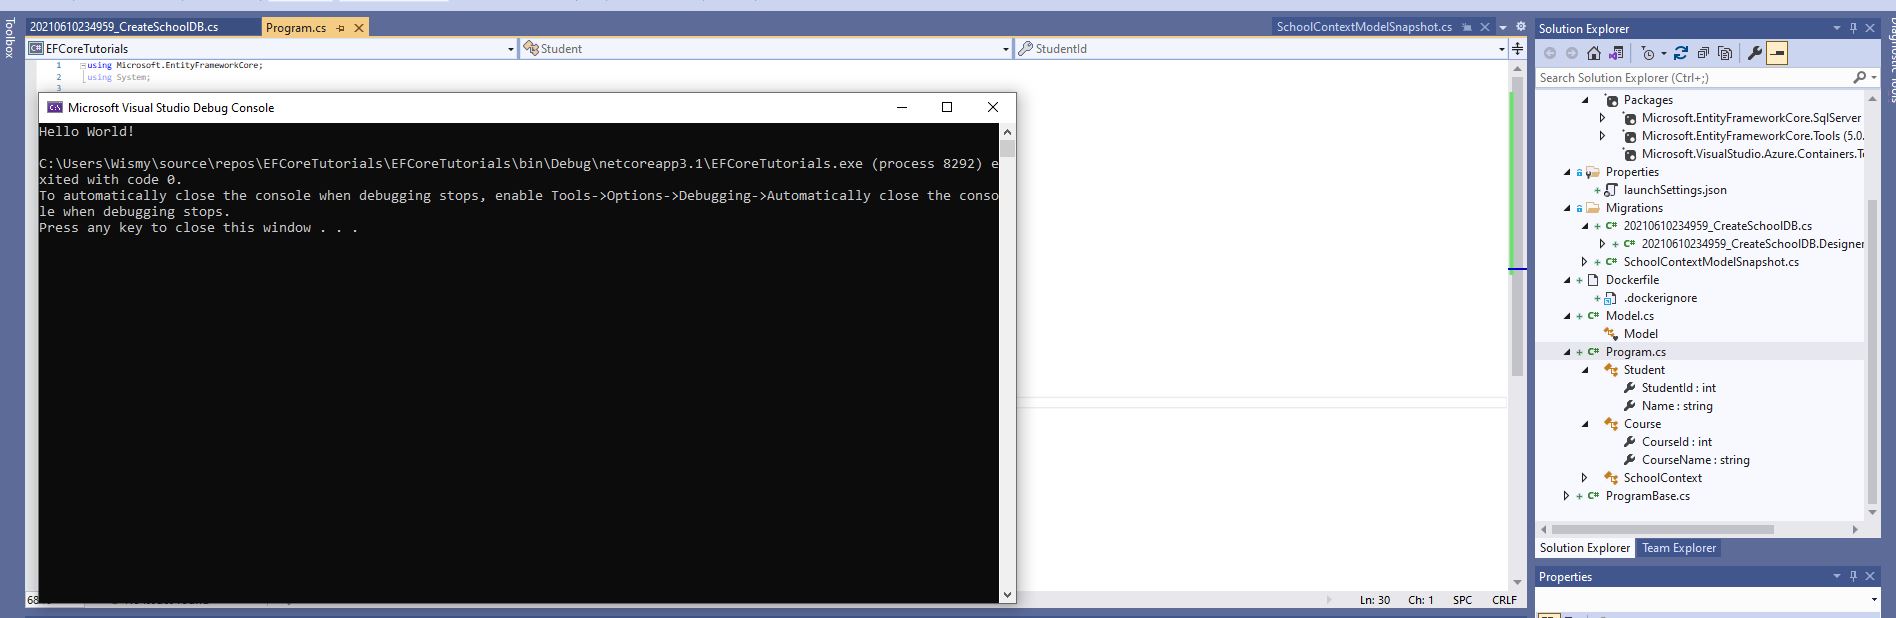 Toolbox
20210610234959_CreateSchoolDB.cs
Program.cs
SchoolContextModelSnapshot.cs
EFCoreTutorials
Student
StudentId
1 using Microsoft.EntityFrameworkCore;
2 using System;
3
Microsoft Visual Studio Debug Console
Hello World!
C:\Users\Wismy\source\repos\EFCoreTutorials\EFCoreTutorials\bin\Debug\netcoreapp3.1\EFCoreTutorials.exe (process 8292) e
xited with code 0.
To automatically close the console when debugging stops, enable Tools->Options->Debugging->Automatically close the conso
le when debugging stops.
Press any key to close this window . . .
Ln: 30 Ch: 1 SPC CRLF
Solution Explorer
Search Solution Explorer (Ctrl+;)
Packages
Microsoft.EntityFrameworkCore.SqlServer
Microsoft.EntityFrameworkCore.Tools (5.0.
Microsoft.VisualStudio.Azure.Containers.T
Properties
launchSettings.json
Migrations
C# 20210610234959_CreateSchoolDB.cs
C# 20210610234959_CreateSchoolDB.Designer
C# SchoolContextModelSnapshot.cs
Dockerfile
.dockerignore
C# Model.cs
Model
C# Program.cs
Student
StudentId : int
Name : string
Course
CourseId : int
CourseName : string
SchoolContext
C# ProgramBase.cs
Solution Explorer
Team Explorer
Properties